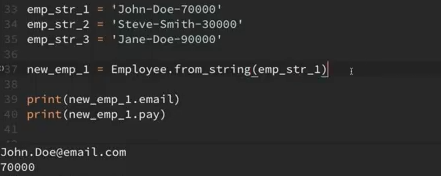 33 emp_str_1 = 'John-Doe-70000'
34 emp_str_2 = 'Steve-Smith-30000'
35 emp_str_3 = 'Jane-Doe-90000'
36
37 new_emp_1 = Employee.from_string(emp_str_1)
38
39 print(new_emp_1.email)
40 print(new_emp_1.pay)
41
John.Doe@email.com
70000